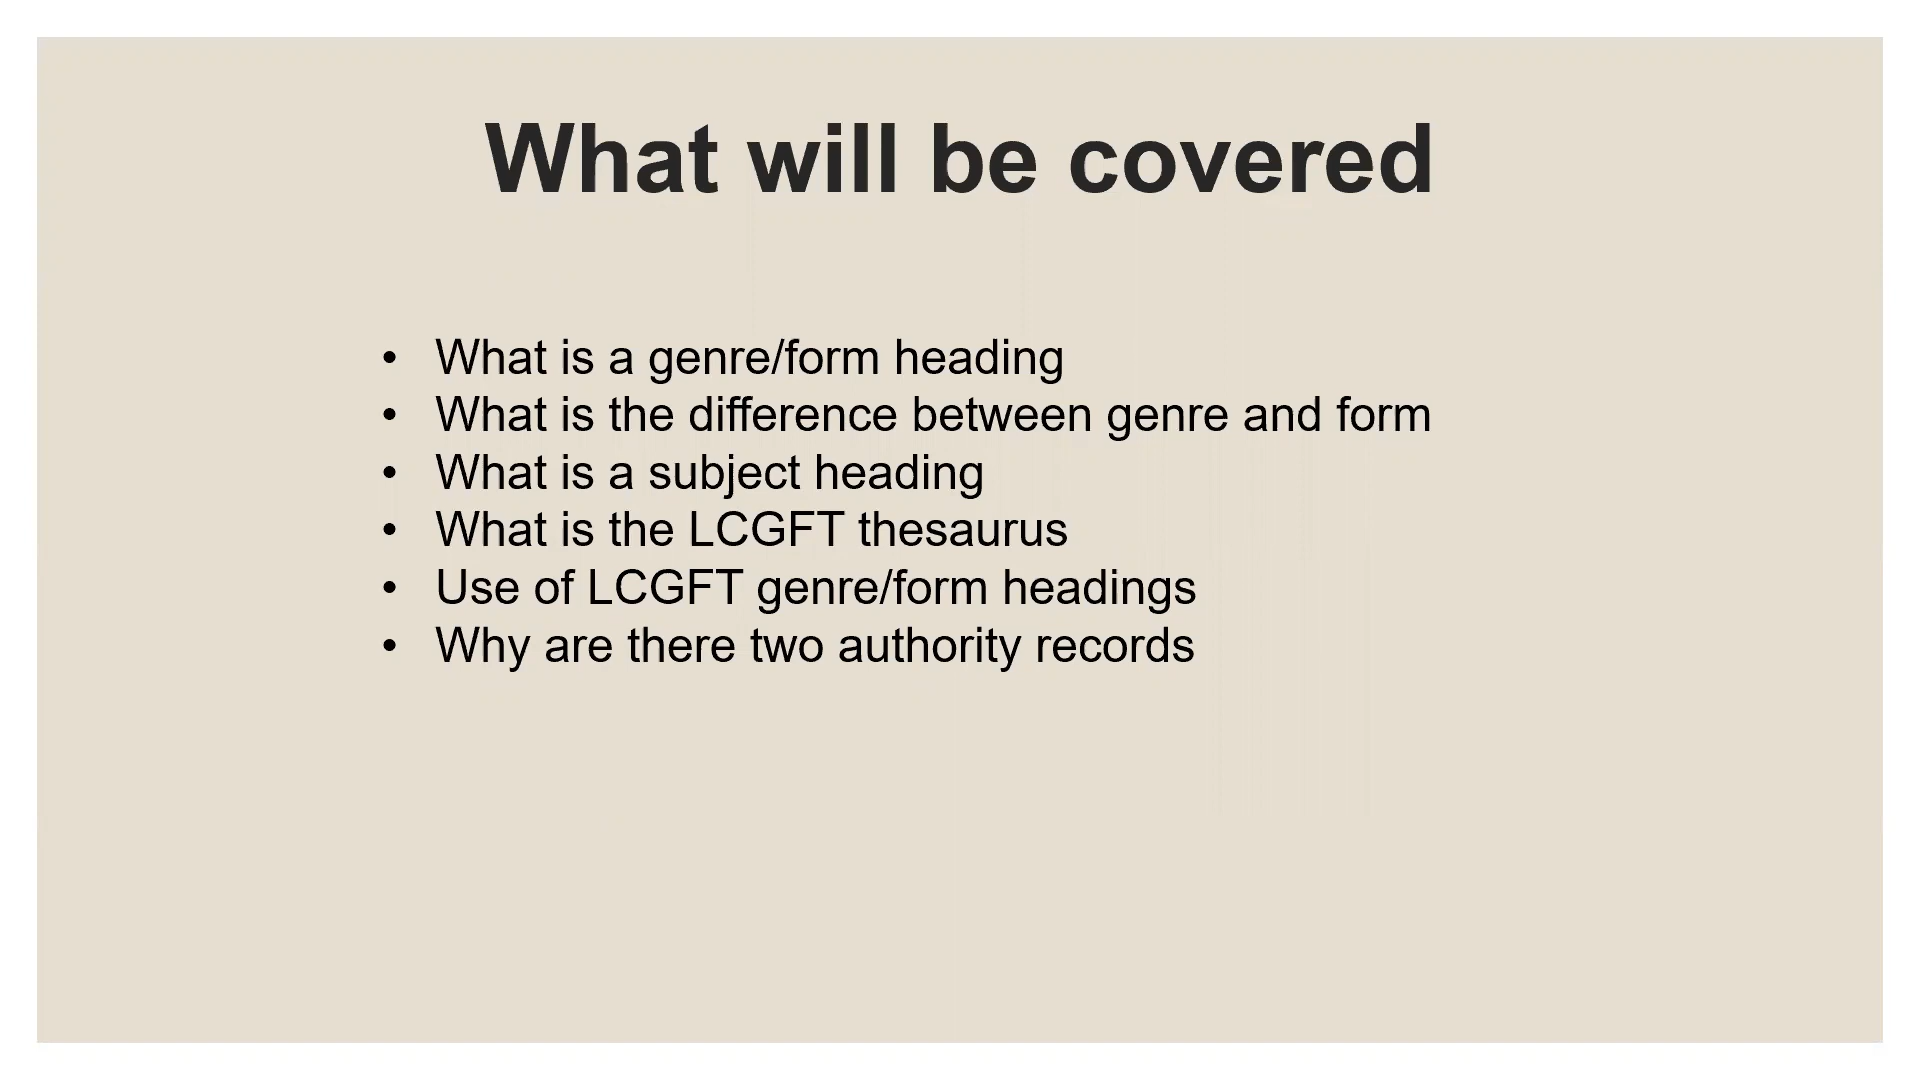 What will be covered
• What is a genre/form heading
• What is the difference between genre and form
• What is a subject heading
• What is the LCGFT thesaurus
• Use of LCGFT genre/form headings
• Why are there two authority records